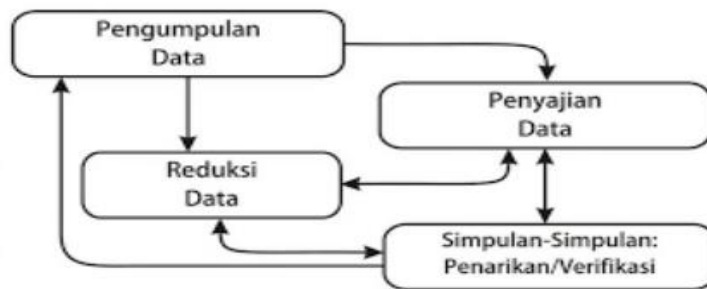 Pengumpulan
Data
Penyajian
Data
Reduksi
Data
Simpulan-Simpulan:
Penarikan/Verifikasi